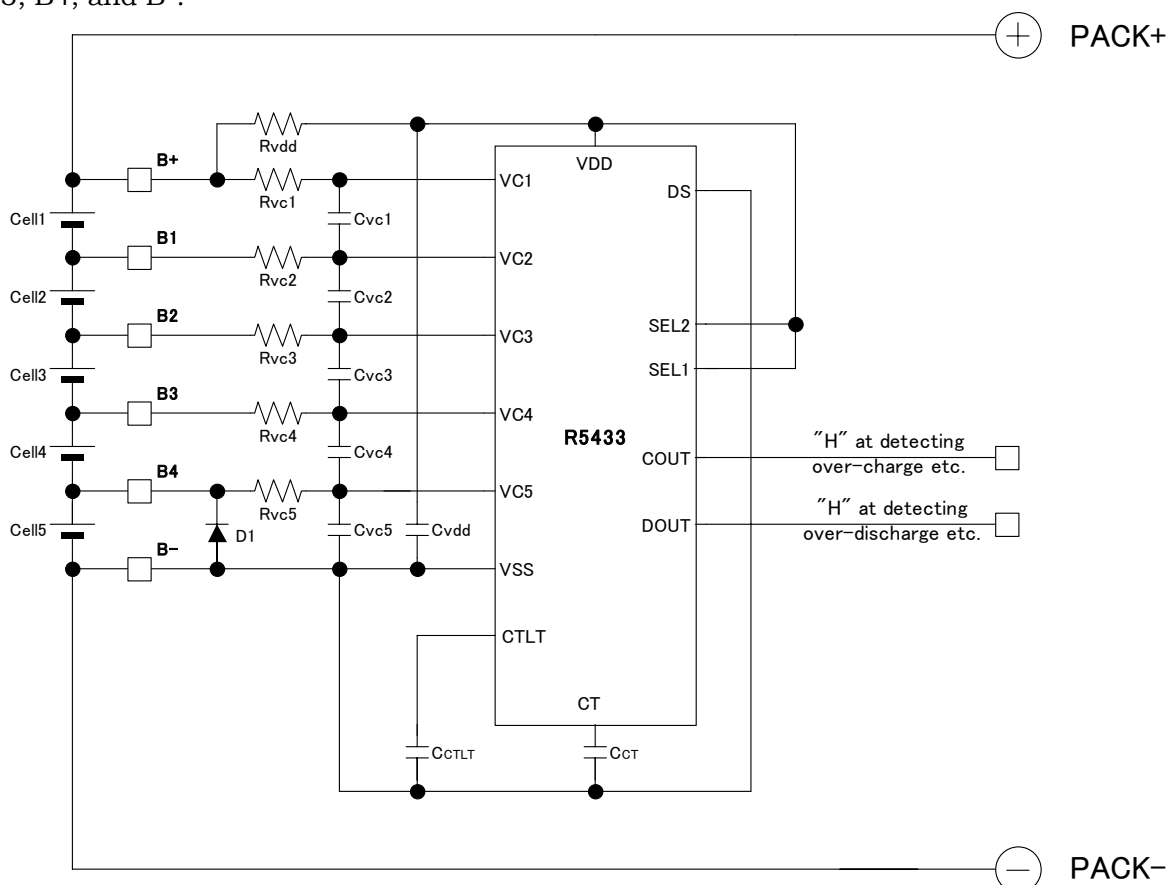 B4, and B-.
PACK+
Rvdd
VDD
B+
Rvc1
VC1
DS
Cell1
Cvc1
B1
Rvc2
VC2
Cell2
Cvc2
B2
Rvc3
VC3
SEL2
Cell3
Cvc3
SEL1
B3
Rvc4
VC4
R5433
"H" at detecting
over-charge etc.
Cell4
Cvc4
COUT
B4
Rvc5
VC5
"H" at detecting
over-discharge etc.
Cell5
D1
Cvc5
Cvdd
DOUT
B-
VSS
CTLT
CT
CCTLT
CCT
PACK-